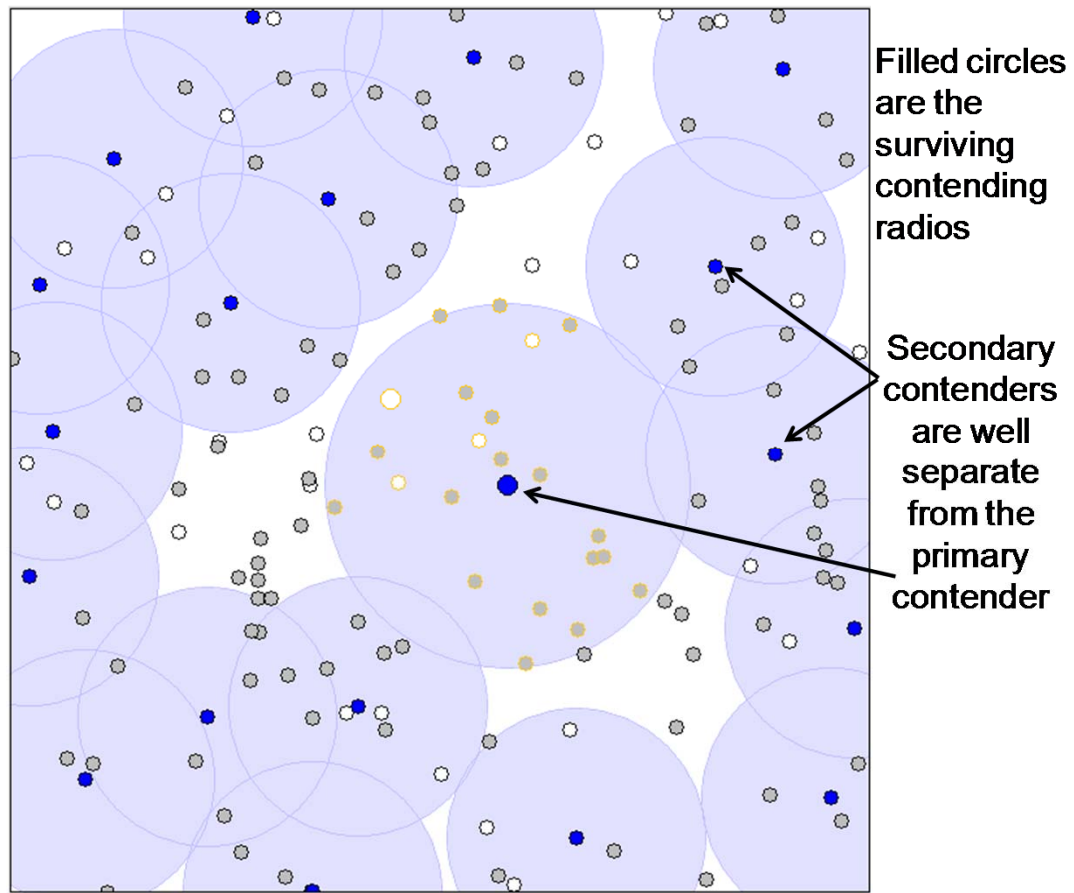 Filled circles
are the
surviving
contending
radios
Secondary
contenders
are well
separate
from the
primary
contender